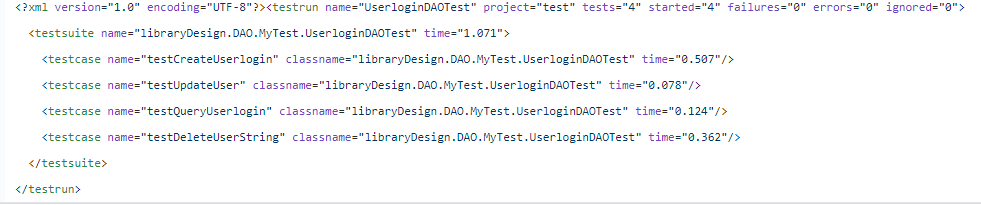 <?xml version="1.0" encoding="UTF-8"?><testrun name="UserloginDAOTest" project="test" tests="4" started="4" failures="0" errors="0" ignored="0">
<testsuite name="libraryDesign.DAO.MyTest.UserloginDAOTest" time="1.071">
<testcase name="testCreateUserlogin" classname="libraryDesign.DAO.MyTest.UserloginDAOTest" time="0.507"/>
<testcase name="testUpdateUser" classname="libraryDesign.DAO.MyTest.UserloginDAOTest" time="0.078"/>
<testcase name="testQueryUserlogin" classname="libraryDesign.DAO.MyTest.UserloginDAOTest" time="0.124"/>
<testcase name="testDeleteUserString" classname="libraryDesign.DAO.MyTest.UserloginDAOTest" time="0.362"/>
</testsuite>
</testrun>